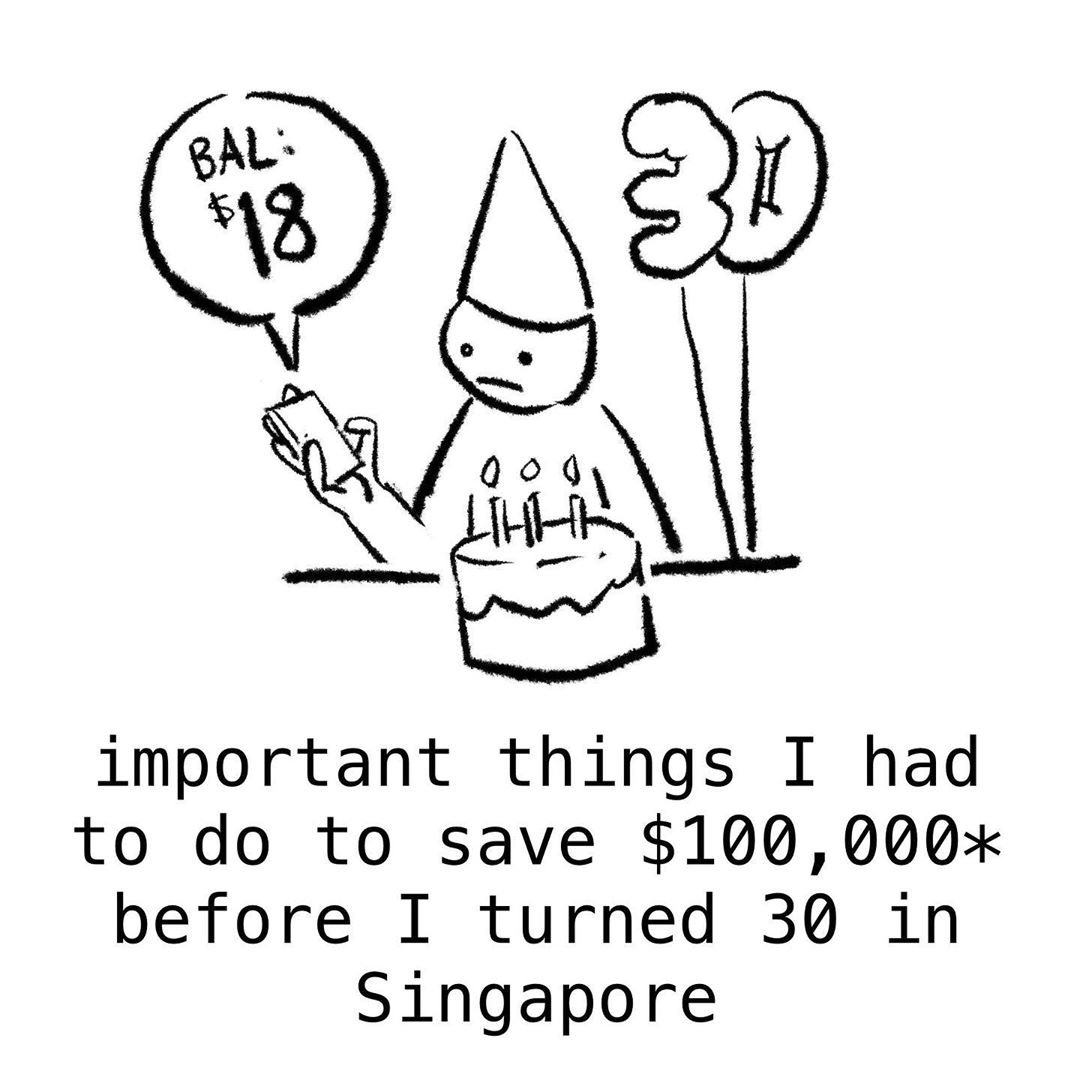 BAL:
$18
30
important things I had
to do to save $100,000*
before I turned 30 in
Singapore